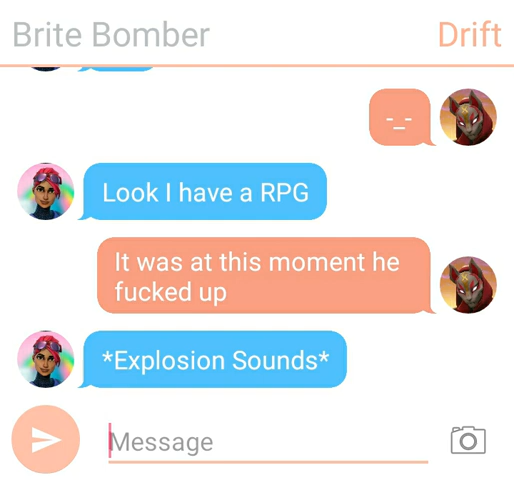 Brite Bomber
Drift
-_-
Look I have a RPG
It was at this moment he
fucked up
*Explosion Sounds*
Message